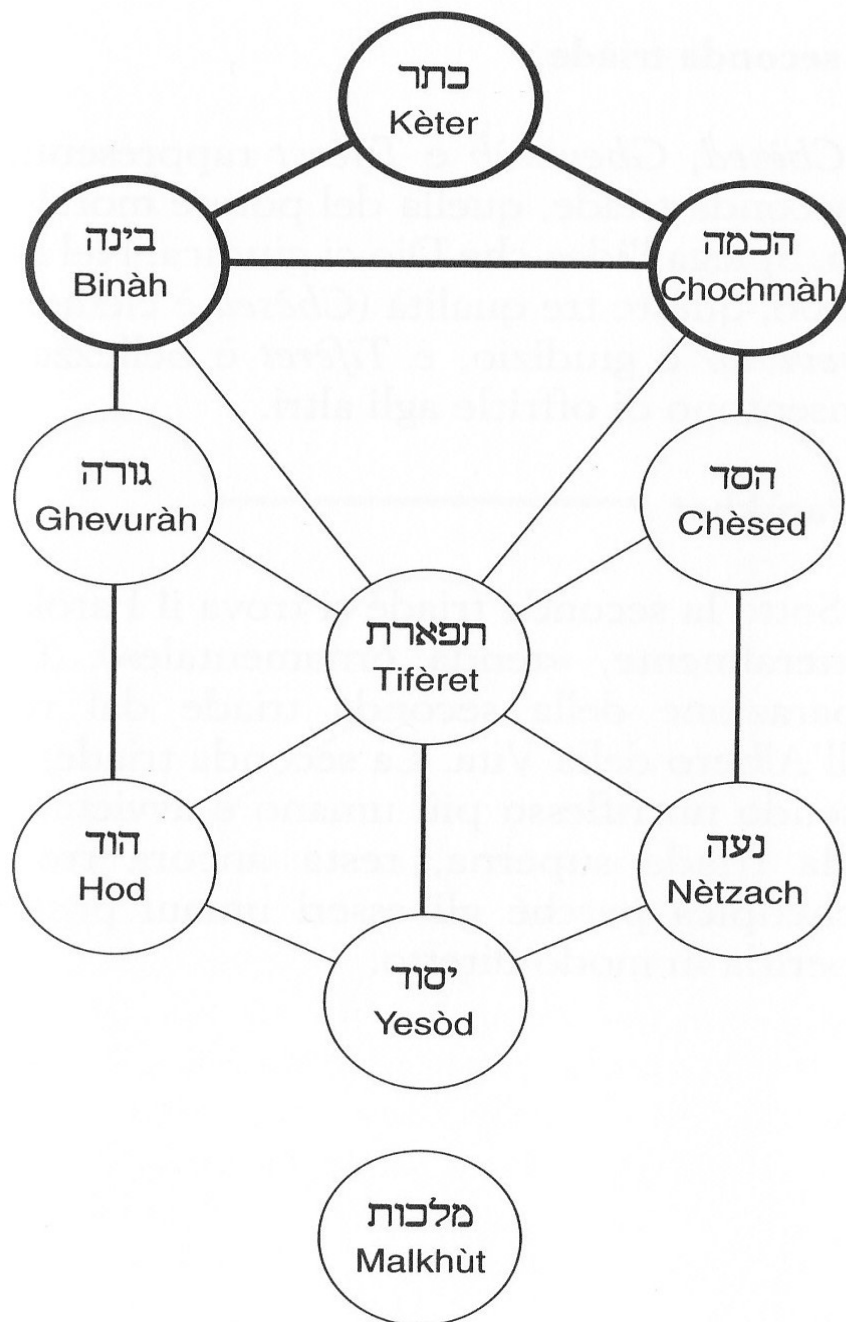 כתר
Kèter
בינה
Binàh
הכמה
Chochmàh
גורה
Ghevuràh
הסד
Chèsed
תפארת
Tifèret
הוד
Hod
נעה
Nètzach
יסוד
Yesòd
מלכות
Malkhùt